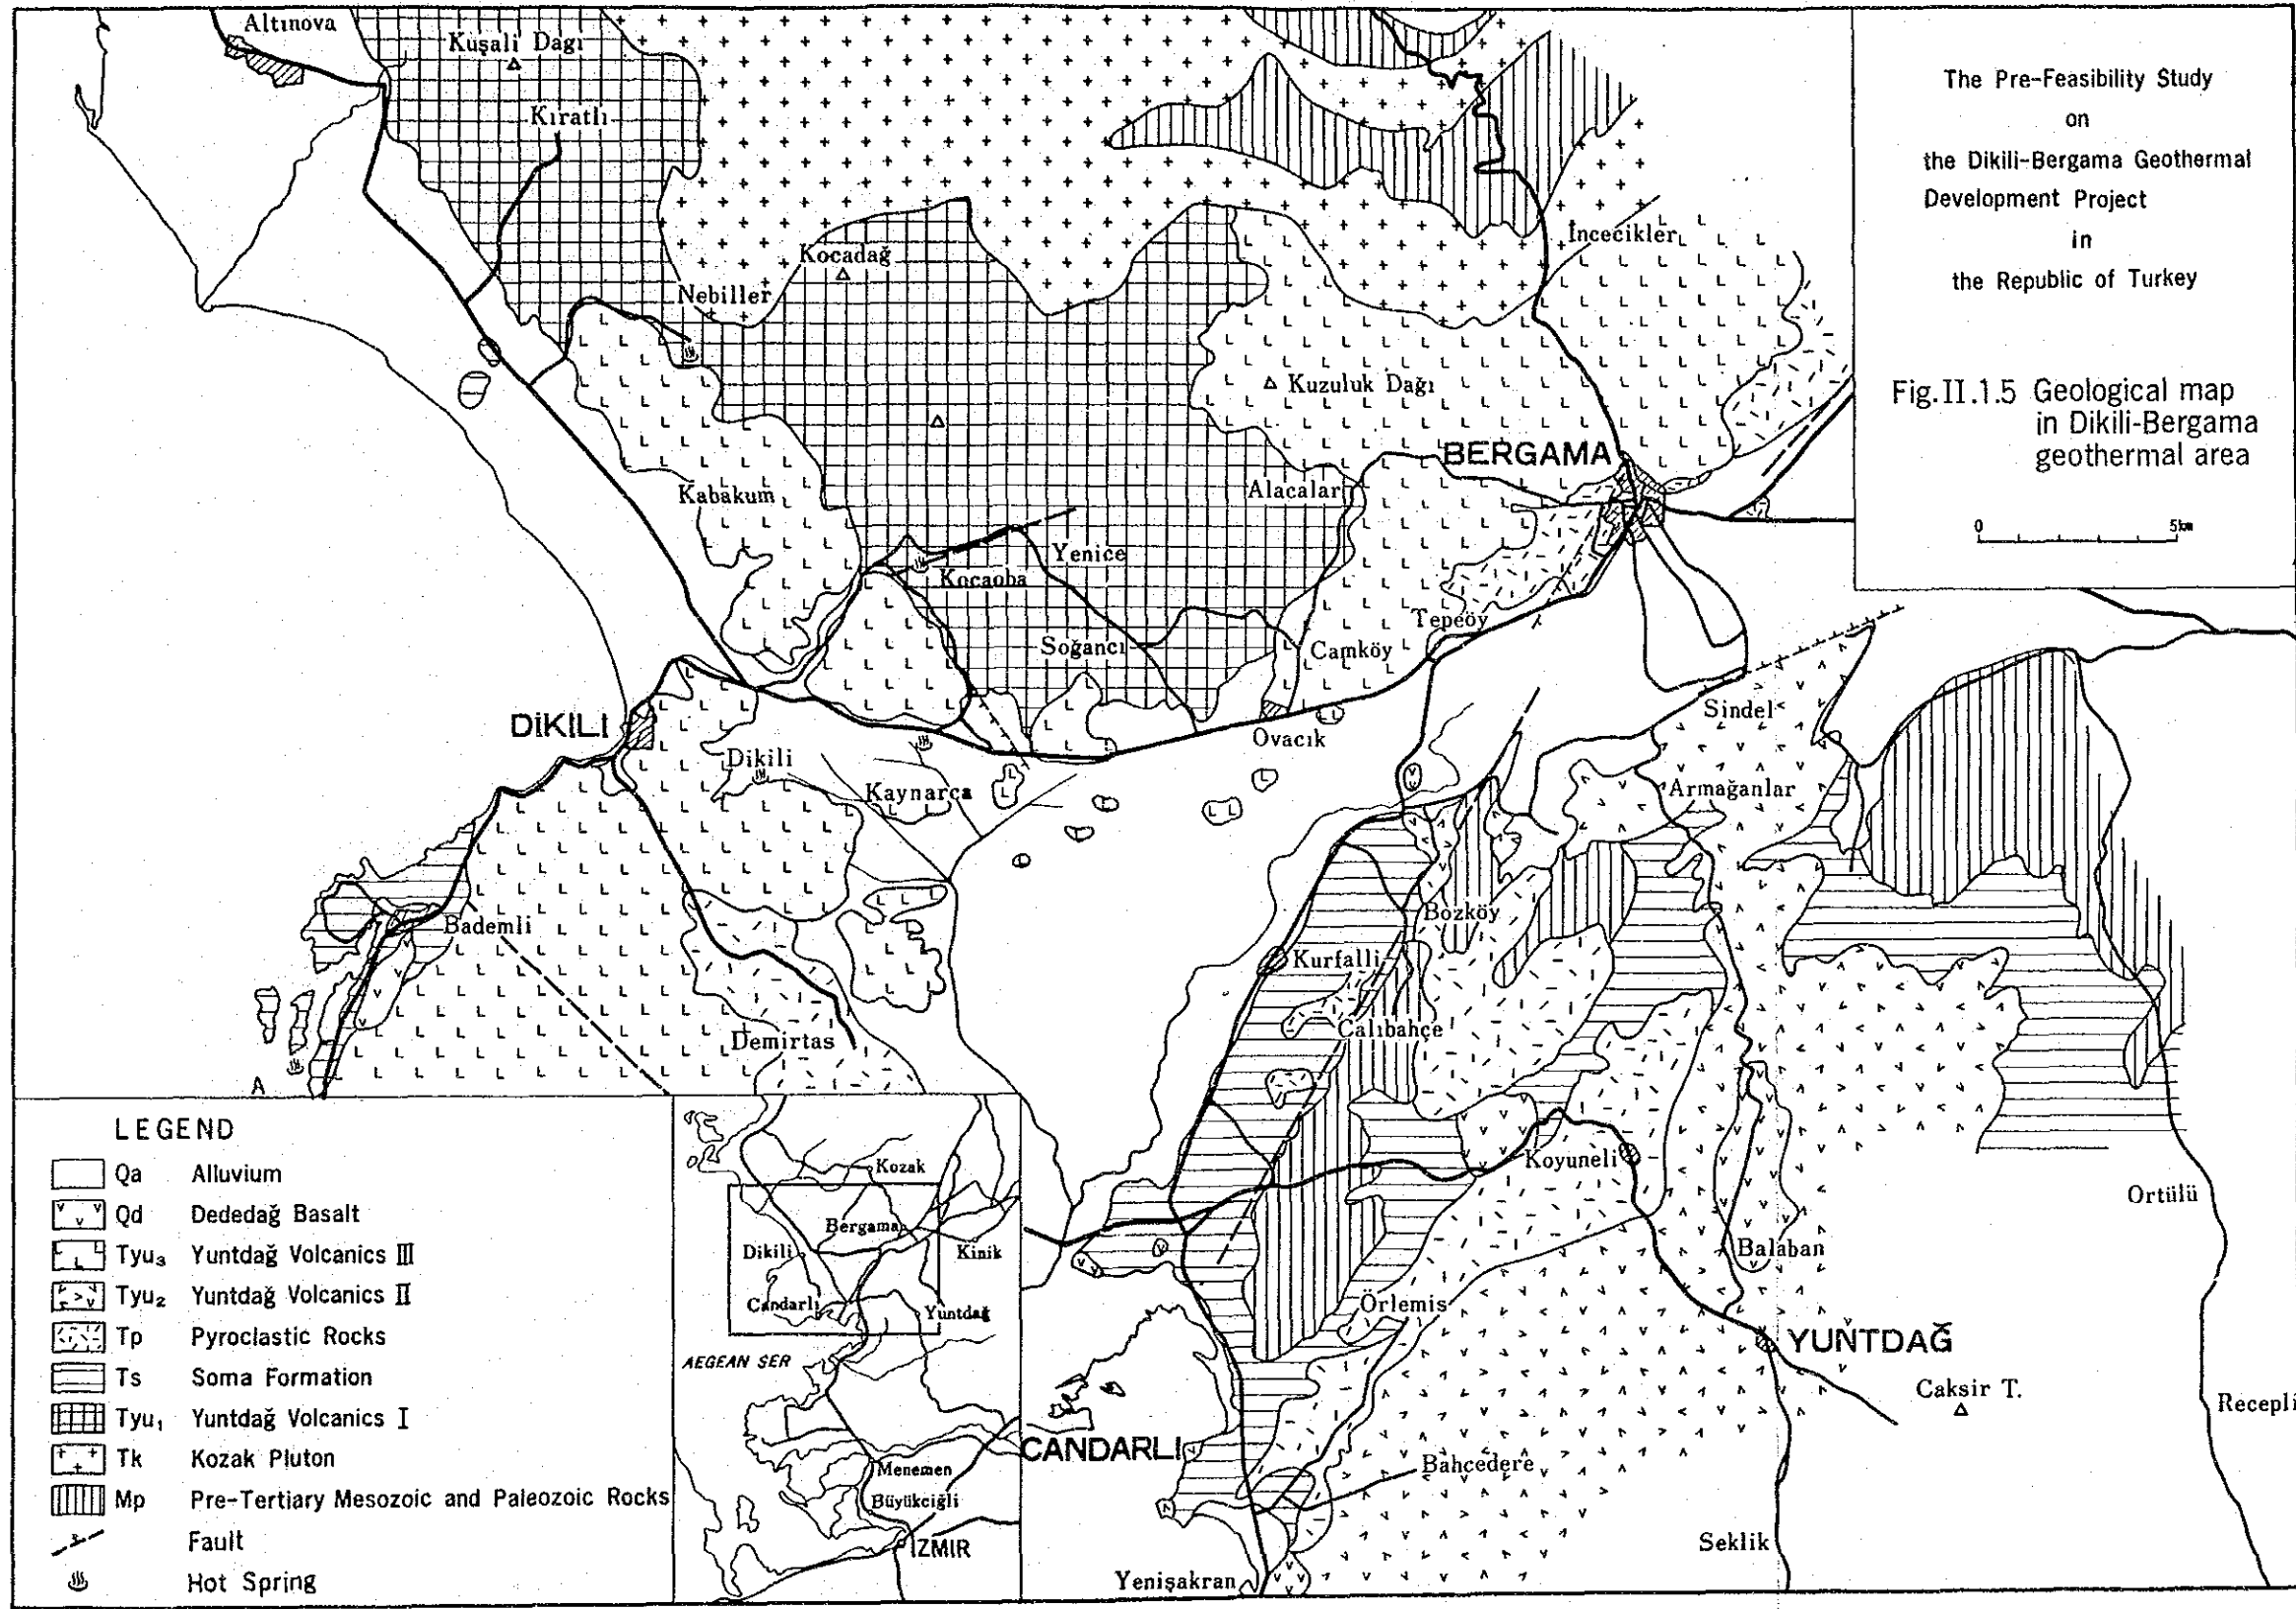 The Pre-Feasibility Study
on
the Dikili-Bergama Geothermal
Development Project
in
the Republic of Turkey
Fig.II.1.5 Geological map
in Dikili-Bergama
geothermal area
0 5km
Altınova
Kuşali Dagı
Kıratlı
Kocadağ
Nebiller
İncecikler
Kuzuluk Dağı
BERGAMA
Kabakum
Alacalar
Yenice
Kocaoba
Tepeöy
Soğancı
Camköy
Sindel
DİKİLİ
Ovacık
Dikili
Kaynarca
Armağanlar
Bademli
Bozköy
Kurfalli
Calıbahçe
Demirtas
A
Koyuneli
Ortülü
Balaban
Örlemis
YUNTDAĞ
Caksir T.
Recepli
CANDARLI
Bahcedere
Seklik
Yenişakran
LEGEND
Qa Alluvium
Qd Dededağ Basalt
Tyu₃ Yuntdağ Volcanics III
Tyu₂ Yuntdağ Volcanics II
Tp Pyroclastic Rocks
Ts Soma Formation
Tyu₁ Yuntdağ Volcanics I
Tk Kozak Pluton
Mp Pre-Tertiary Mesozoic and Paleozoic Rocks
Fault
Hot Spring
Kozak
Bergama
Dikili
Kinik
Candarlı
Yuntdağ
AEGEAN SER
Menemen
Büyükciğli
İZMIR